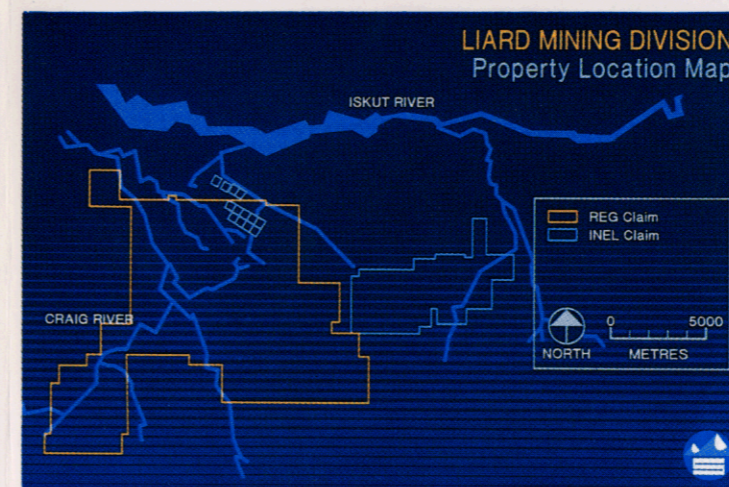 LIARD MINING DIVISION
Property Location Map
ISKUT RIVER
REG Claim
INEL Claim
CRAIG RIVER
0 5000
NORTH METRES